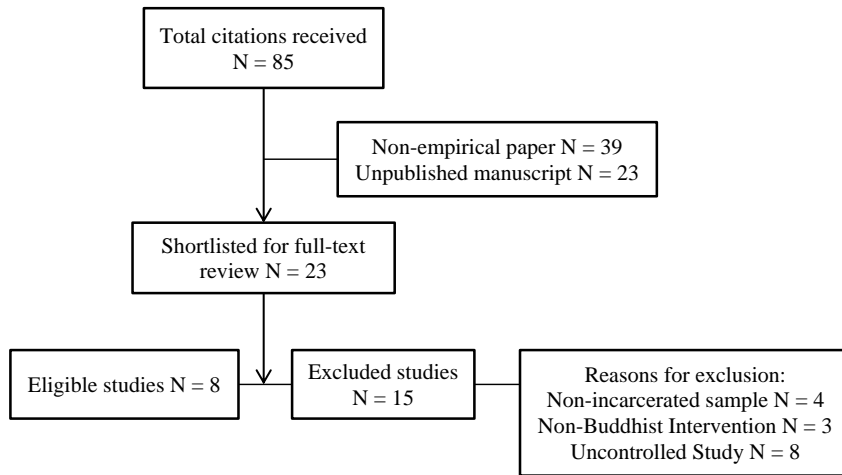 Total citations received
N = 85
Non-empirical paper N = 39
Unpublished manuscript N = 23
Shortlisted for full-text
review N = 23
Eligible studies N = 8
Excluded studies
N = 15
Reasons for exclusion:
Non-incarcerated sample N = 4
Non-Buddhist Intervention N = 3
Uncontrolled Study N = 8